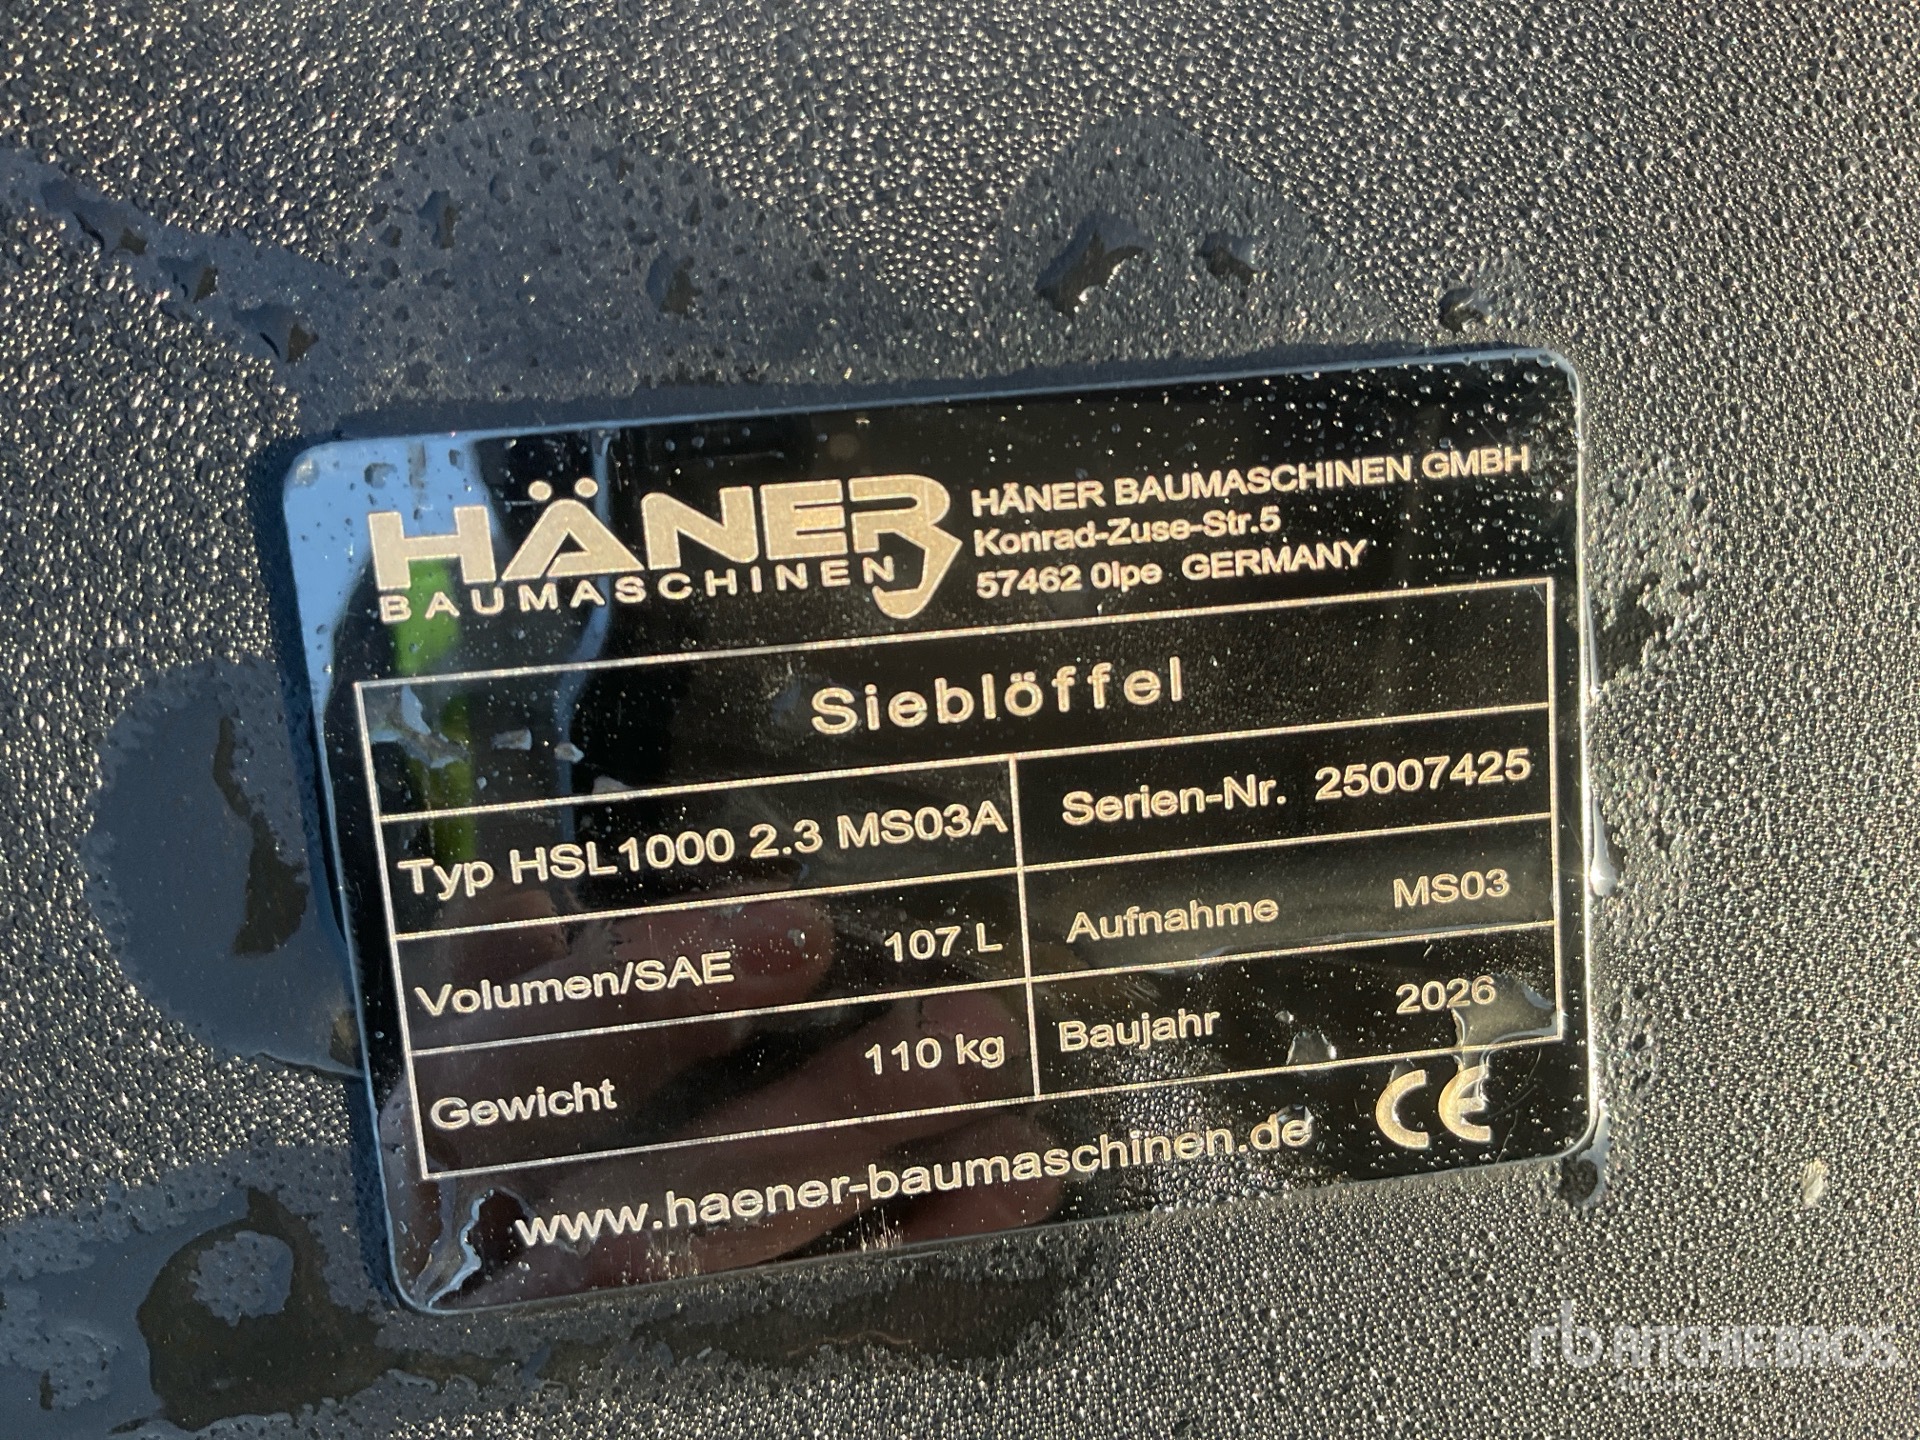 HÄNER
BAUMASCHINEN
HÄNER BAUMASCHINEN GMBH
Konrad-Zuse-Str.5
57462 Olpe GERMANY
Sieblöffel
Typ HSL1000 2.3 MS03A
Serien-Nr. 25007425
Volumen/SAE 107 L
Aufnahme MS03
Gewicht 110 kg
Baujahr 2026
www.haener-baumaschinen.de
CE
rb RITCHIE BROS
Auctioneers